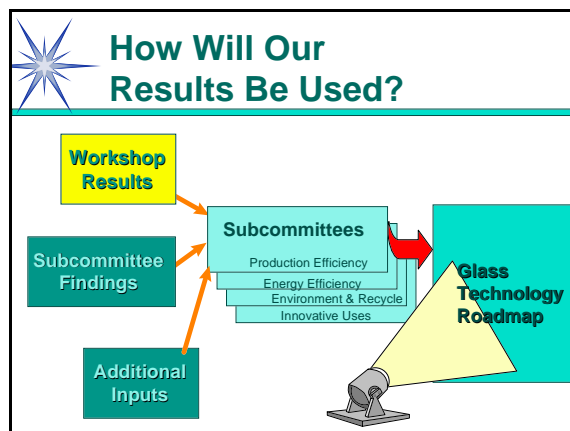 How Will Our
Results Be Used?
Workshop
Results
Subcommittee
Findings
Additional
Inputs
Subcommittees
Production Efficiency
Energy Efficiency
Environment & Recycle
Innovative Uses
Glass
Technology
Roadmap